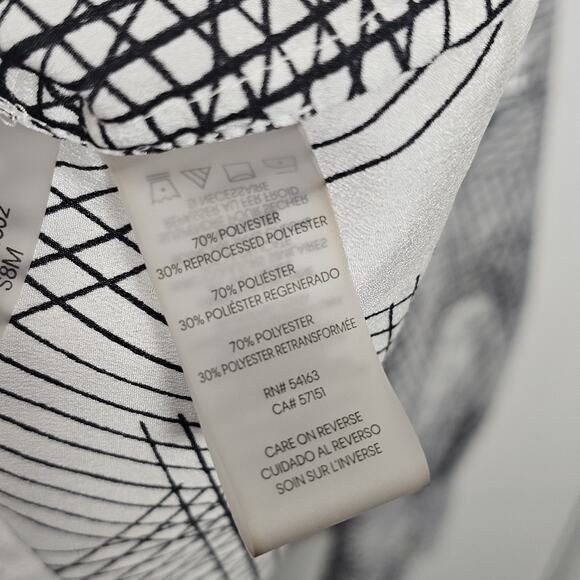 70% POLYESTER
30% REPROCESSED POLYESTER
70% POLIÉSTER
30% POLIÉSTER REGENERADO
70% POLYESTER
30% POLYESTER RETRANSFORMÉE
RN# 54163
CA# 57151
CARE ON REVERSE
CUIDADO AL REVERSO
SOIN SUR L'INVERSE
S8M